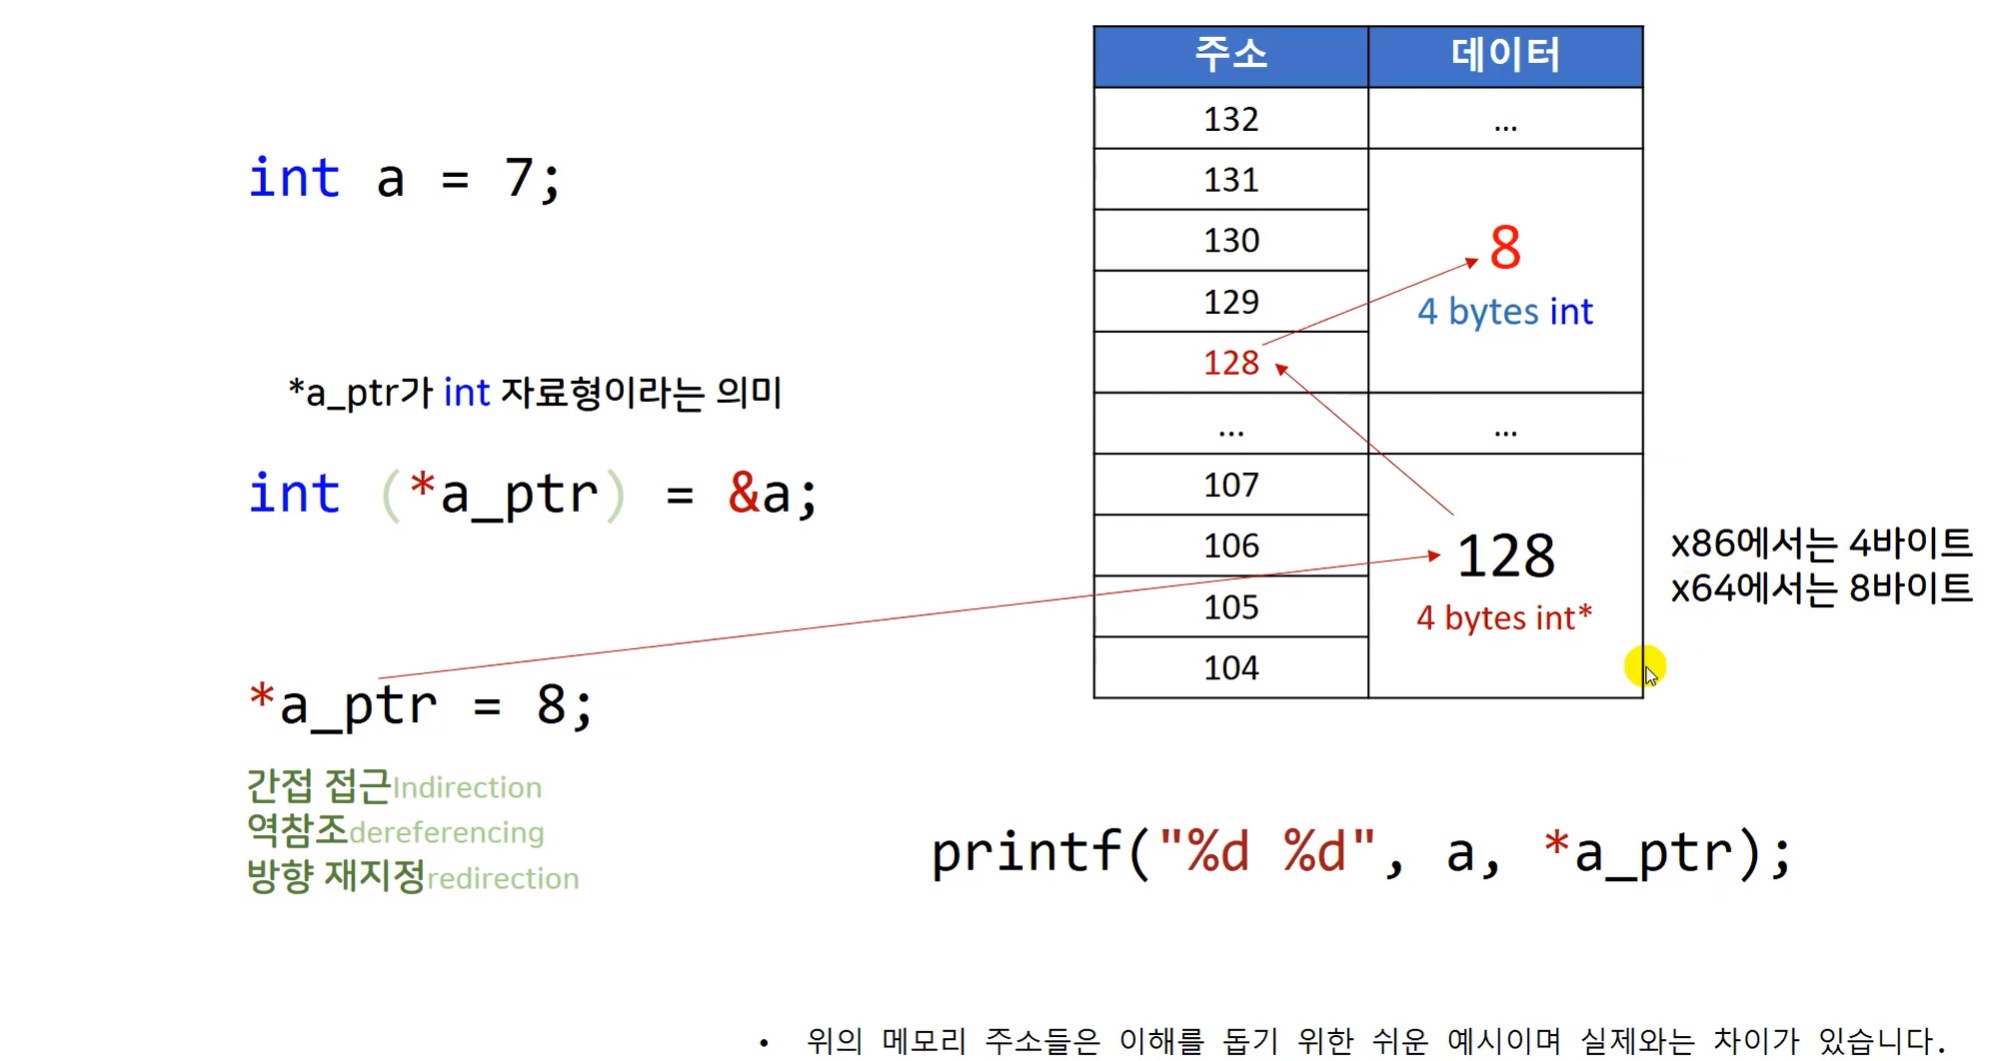 int a = 7;
*a_ptr가 int 자료형이라는 의미
int (*a_ptr) = &a;
*a_ptr = 8;
간접 접근Indirection
역참조dereferencing
방향 재지정redirection
주소 데이터
132 ...
131
130
129
128
8
4 bytes int
... ...
107
106
105
104
128
4 bytes int*
x86에서는 4바이트
x64에서는 8바이트
printf("%d %d", a, *a_ptr);
• 위의 메모리 주소들은 이해를 돕기 위한 쉬운 예시이며 실제와는 차이가 있습니다.